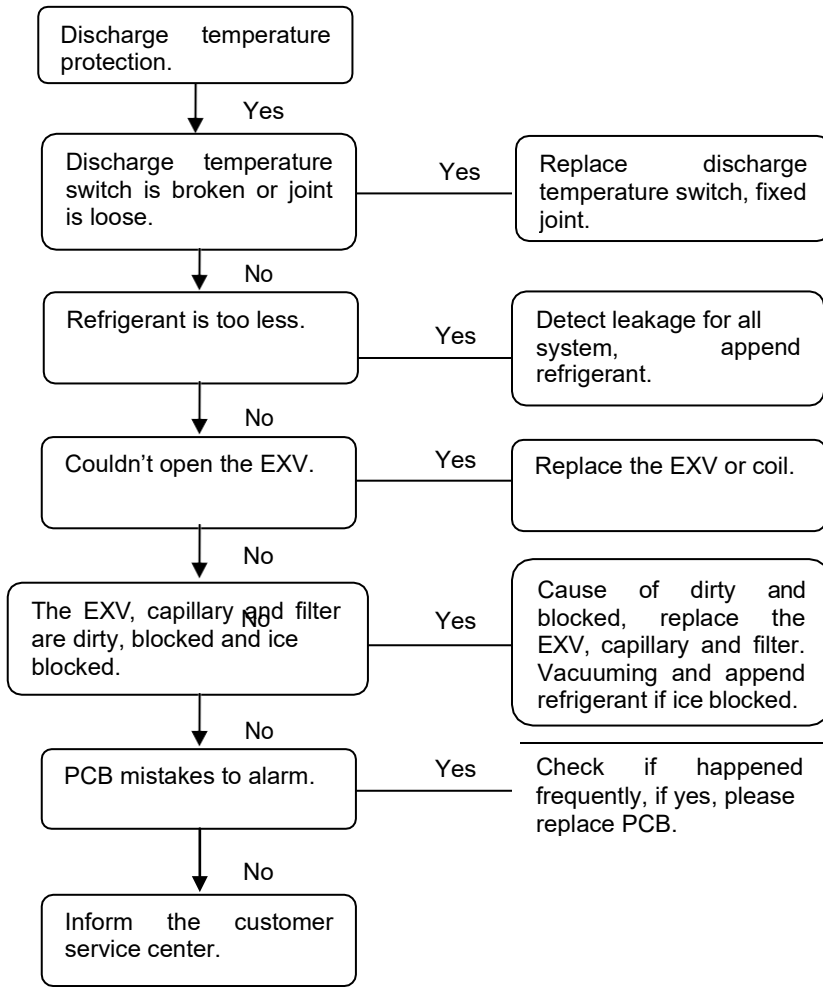 Discharge temperature
protection.
Yes
Discharge temperature
switch is broken or joint
is loose.
Yes
Replace discharge
temperature switch, fixed
joint.
No
Refrigerant is too less.
Yes
Detect leakage for all
system, append
refrigerant.
No
Couldn't open the EXV.
Yes
Replace the EXV or coil.
No
The EXV, capillary and filter
are dirty, blocked and ice
blocked.
No
Yes
Cause of dirty and
blocked, replace the
EXV, capillary and filter.
Vacuuming and append
refrigerant if ice blocked.
No
PCB mistakes to alarm.
Yes
Check if happened
frequently, if yes, please
replace PCB.
No
Inform the customer
service center.